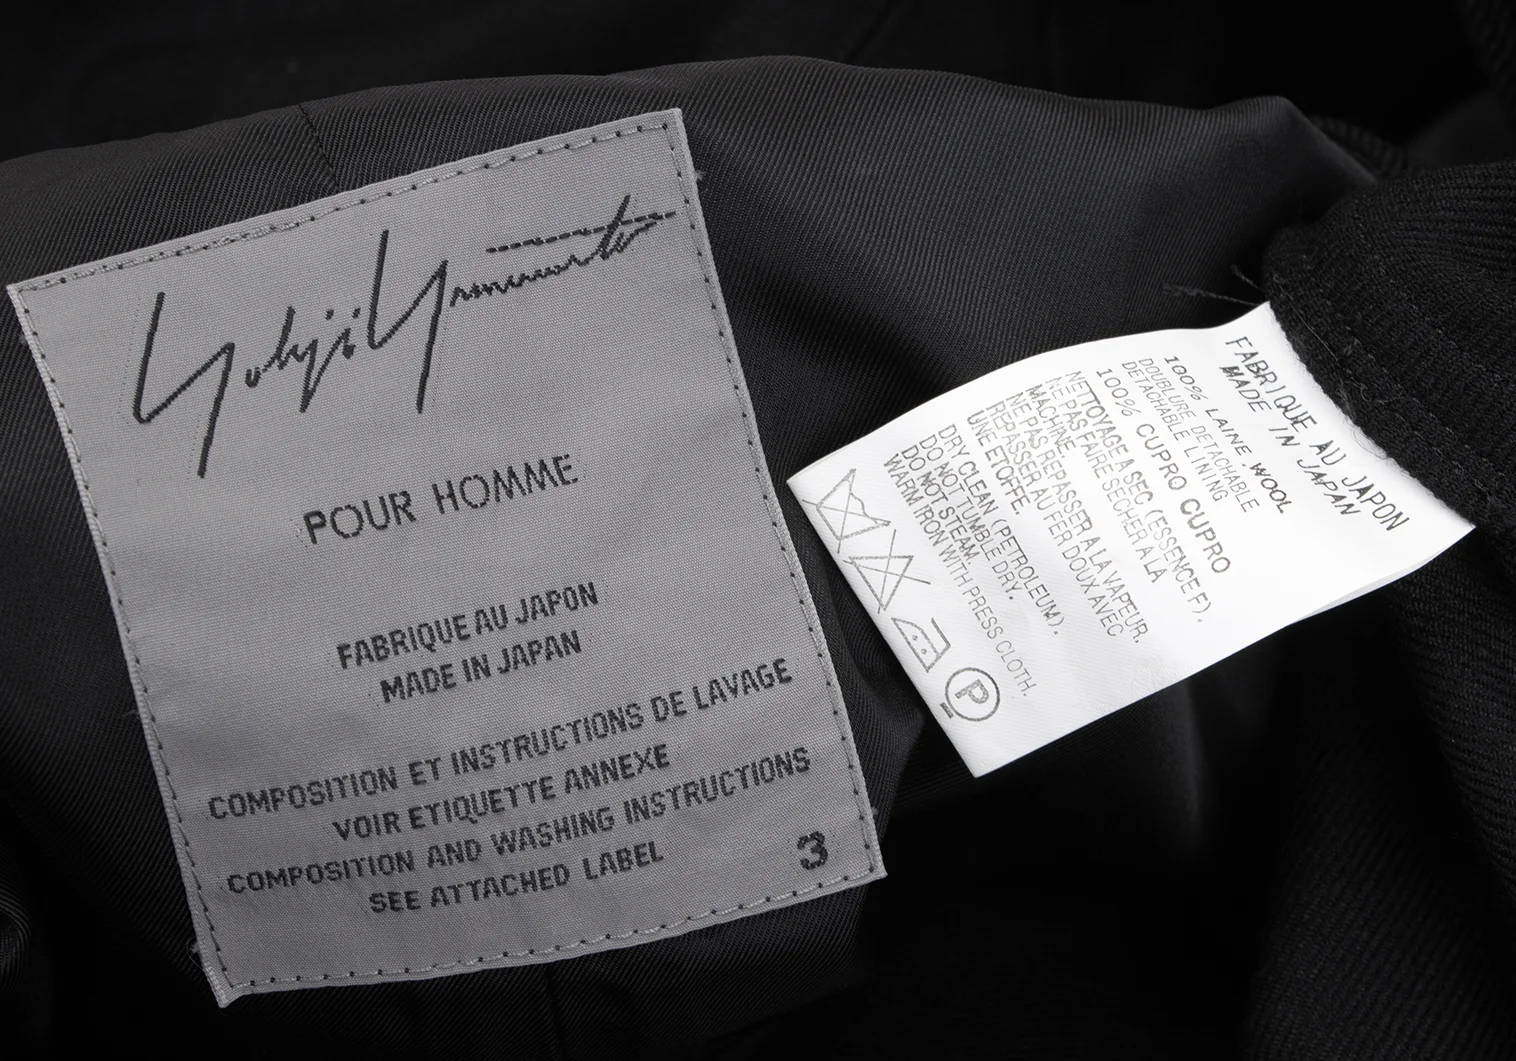 Yohji Yamamoto
POUR HOMME
FABRIQUE AU JAPON
MADE IN JAPAN
COMPOSITION ET INSTRUCTIONS DE LAVAGE
VOIR ETIQUETTE ANNEXE
COMPOSITION AND WASHING INSTRUCTIONS
SEE ATTACHED LABEL
3
FABRIQUE AU JAPON
MADE IN JAPAN
100% LAINE WOOL
DOUBLURE DETACHABLE
DETACHABLE LINING
100% CUPRO CUPRO
NETTOYAGE A SEC (ESSENCE F).
NE PAS FAIRE SECHER A LA
MACHINE.
NE PAS REPASSER A LA VAPEUR.
REPASSER AU FER DOUX AVEC
UNE ETOFFE.
DRY CLEAN (PETROLEUM).
DO NOT TUMBLE DRY.
DO NOT STEAM.
WARM IRON WITH PRESS CLOTH.
P